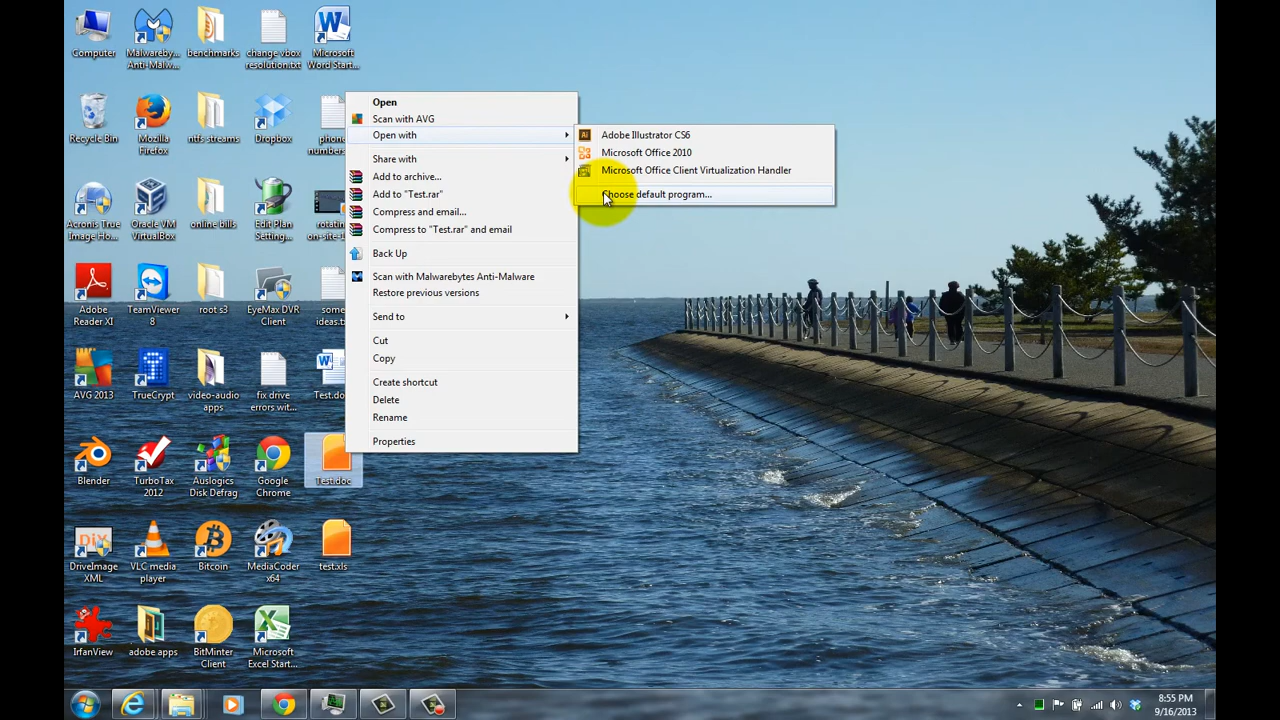 Computer
Malwareby...
Anti-Malw...
benchmarks
change vbox
resolution.txt
Microsoft
Word Start...
Recycle Bin
Mozilla
Firefox
ntfs streams
Dropbox
phone
numbers
Acronis True
Image Ho...
Oracle VM
VirtualBox
online bills
Edit Plan
Setting...
rotatin
on-site-1
Adobe
Reader XI
TeamViewer
8
root s3
EyeMax DVR
Client
some
ideas.t
AVG 2013
TrueCrypt
video-audio
apps
fix drive
errors wit...
Test.do
Blender
TurboTax
2012
Auslogics
Disk Defrag
Google
Chrome
Test.doc
DriveImage
XML
VLC media
player
Bitcoin
MediaCoder
x64
test.xls
IrfanView
adobe apps
BitMinter
Client
Microsoft
Excel Start...
Open
Scan with AVG
Open with
Share with
Add to archive...
Add to "Test.rar"
Compress and email...
Compress to "Test.rar" and email
Back Up
Scan with Malwarebytes Anti-Malware
Restore previous versions
Send to
Cut
Copy
Create shortcut
Delete
Rename
Properties
Adobe Illustrator CS6
Microsoft Office 2010
Microsoft Office Client Virtualization Handler
Choose default program...
8:55 PM
9/16/2013